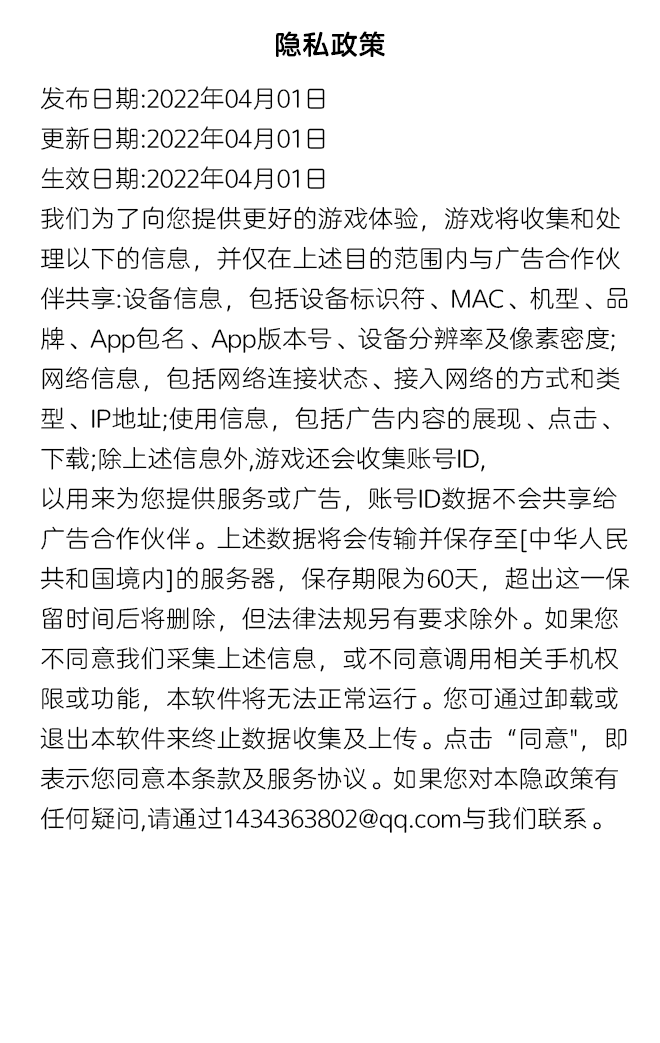 隐私政策
发布日期:2022年04月01日
更新日期:2022年04月01日
生效日期:2022年04月01日
我们为了向您提供更好的游戏体验，游戏将收集和处
理以下的信息，并仅在上述目的范围内与广告合作伙
伴共享:设备信息，包括设备标识符、MAC、机型、品
牌、App包名、App版本号、设备分辨率及像素密度;
网络信息，包括网络连接状态、接入网络的方式和类
型、IP地址;使用信息，包括广告内容的展现、点击、
下载;除上述信息外,游戏还会收集账号ID,
以用来为您提供服务或广告，账号ID数据不会共享给
广告合作伙伴。上述数据将会传输并保存至[中华人民
共和国境内]的服务器，保存期限为60天，超出这一保
留时间后将删除，但法律法规另有要求除外。如果您
不同意我们采集上述信息，或不同意调用相关手机权
限或功能，本软件将无法正常运行。您可通过卸载或
退出本软件来终止数据收集及上传。点击“同意"，即
表示您同意本条款及服务协议。如果您对本隐政策有
任何疑问,请通过1434363802@qq.com与我们联系。